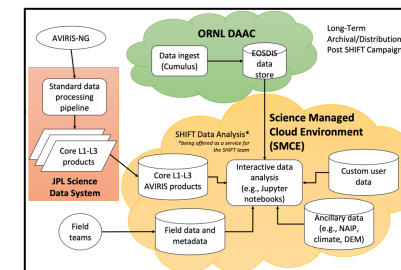 AVIRIS-NG
Standard data
processing
pipeline
Core L1-L3
products
JPL Science
Data System
Field
teams
ORNL DAAC
Data ingest
(Cumulus)
EOSDIS
data
store
Long-Term
Archival/Distribution
Post SHIFT Campaign
Science Managed
Cloud Environment
(SMCE)
SHIFT Data Analysis*
*being offered as a service for
the SHIFT team
Core L1-L3
AVIRIS products
Interactive data
analysis
(e.g., Jupyter
notebooks)
Custom user
data
Field data and
metadata
Ancillary data
(e.g., NAIP,
climate, DEM)